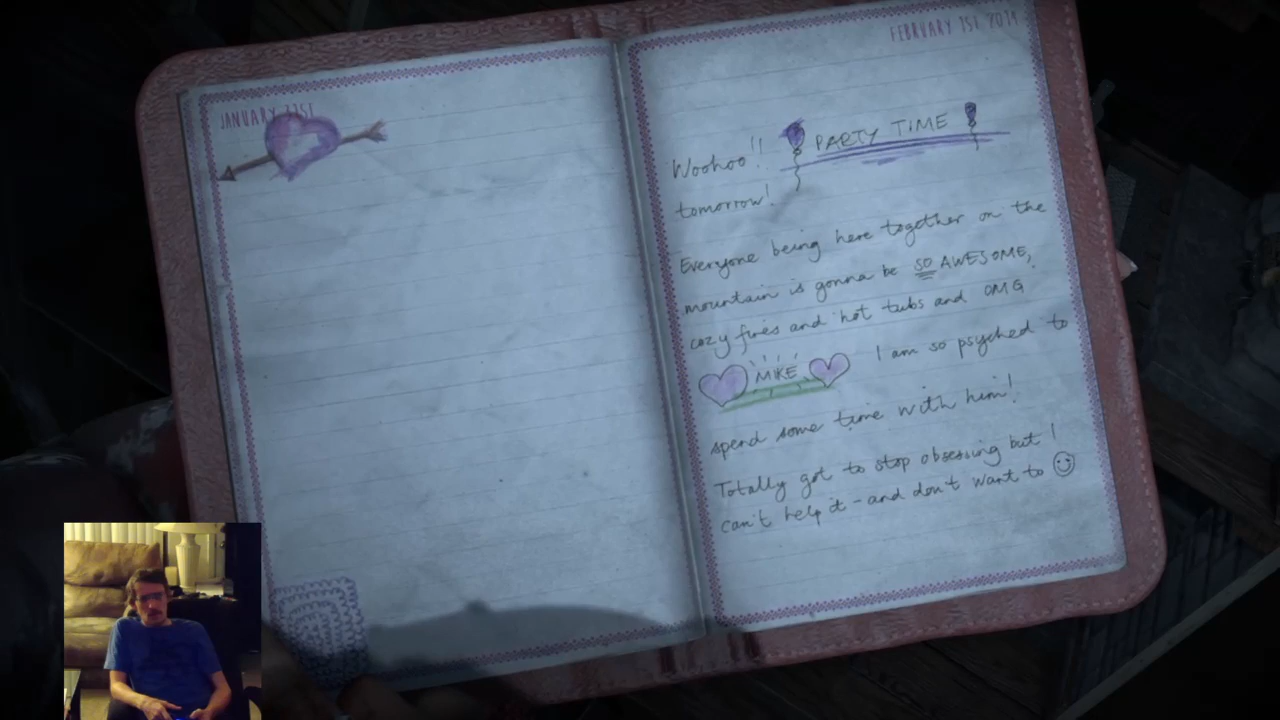 JANUARY 31ST
FEBRUARY 1ST 2014
Woohoo!! PARTY TIME
tomorrow!
Everyone being here together on the
mountain is gonna be SO AWESOME,
cozy fires and hot tubs and OMG
MIKE I am so psyched to
spend some time with him!
Totally got to stop obsessing but I
can't help it - and don't want to